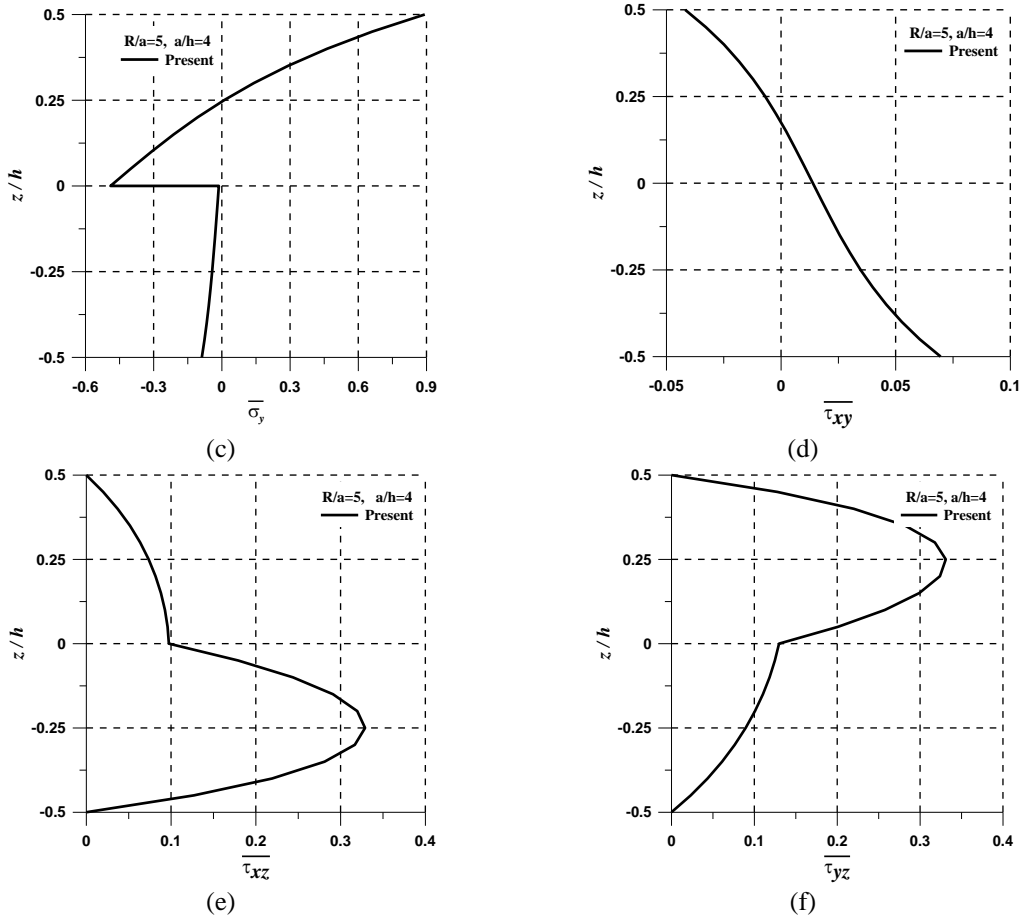 0.5
0.25
0
-0.25
-0.5
z / h
R/a=5, a/h=4
Present
-0.6 -0.3 0 0.3 0.6 0.9
σy
(c)
0.5
0.25
0
-0.25
-0.5
z / h
R/a=5, a/h=4
Present
-0.05 0 0.05 0.1
τxy
(d)
0.5
0.25
0
-0.25
-0.5
z / h
R/a=5, a/h=4
Present
0 0.1 0.2 0.3 0.4
τxz
(e)
0.5
0.25
0
-0.25
-0.5
z / h
R/a=5, a/h=4
Present
0 0.1 0.2 0.3 0.4
τyz
(f)